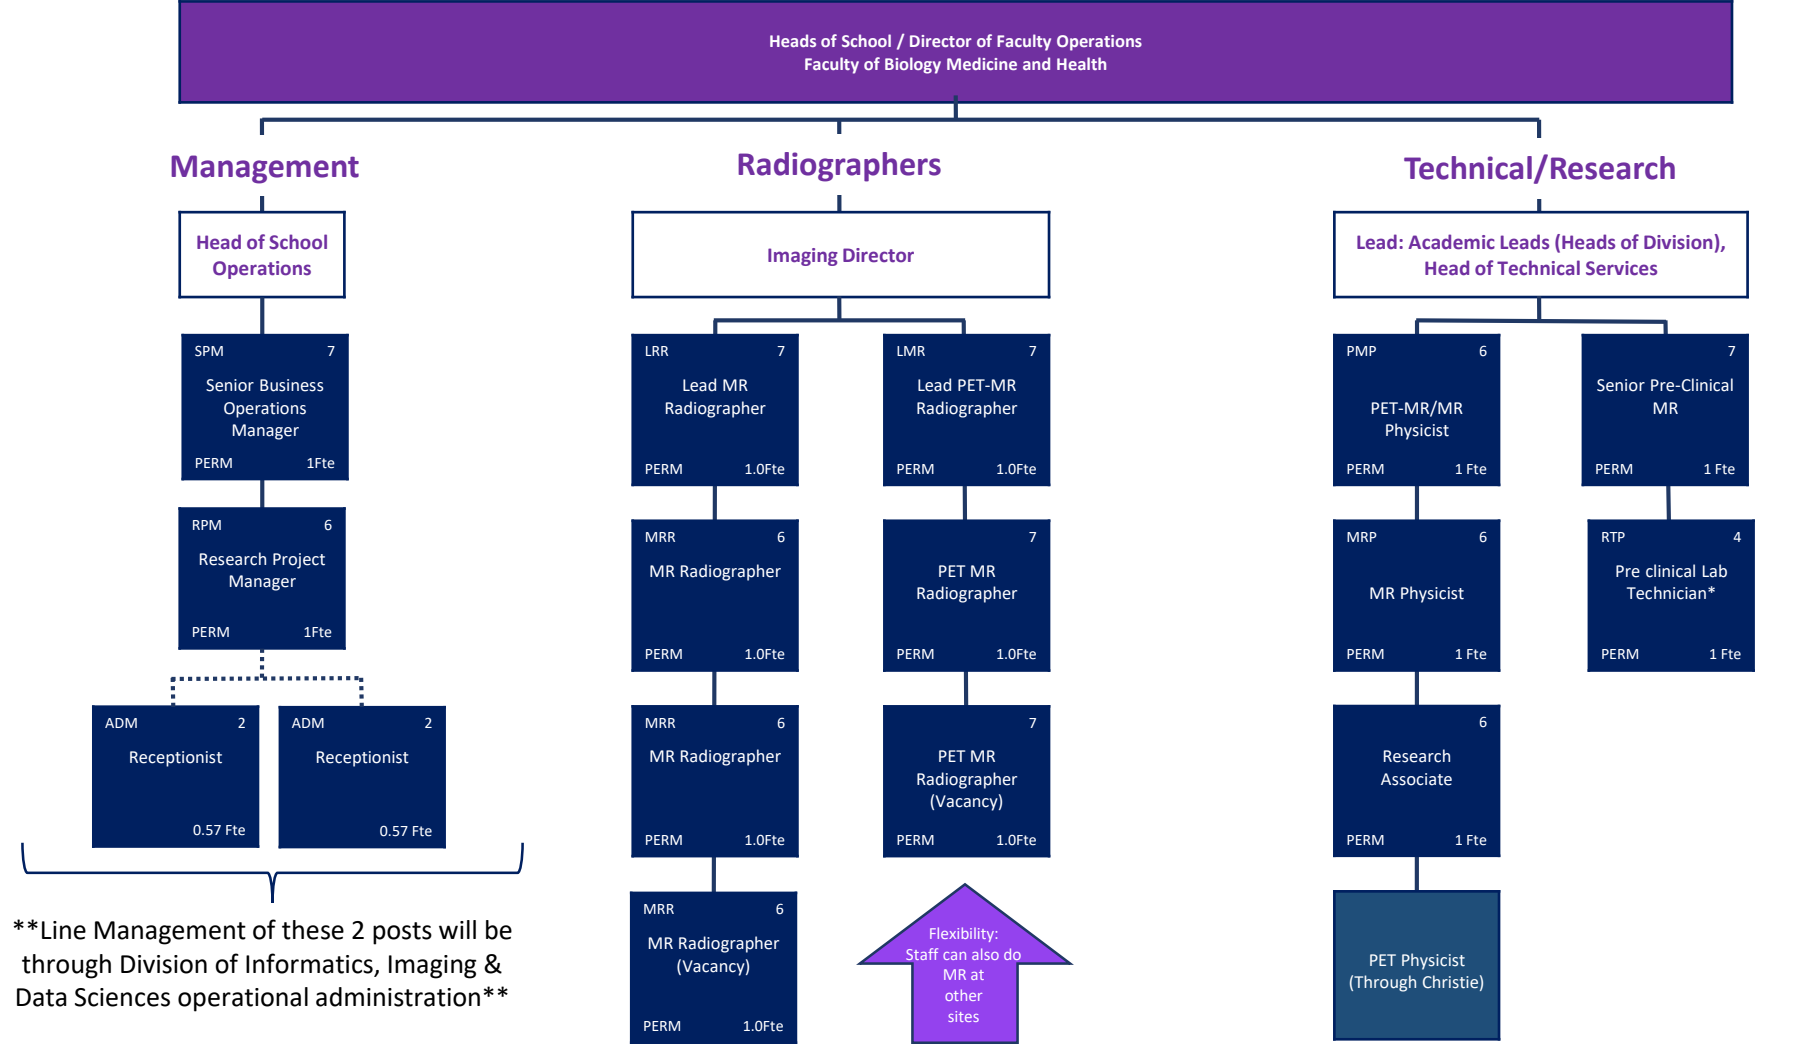 Heads of School / Director of Faculty Operations
Faculty of Biology Medicine and Health
Management
Head of School
Operations
SPM 7
Senior Business
Operations
Manager
PERM 1Fte
RPM 6
Research Project
Manager
PERM 1Fte
ADM 2
Receptionist
0.57 Fte
ADM 2
Receptionist
0.57 Fte
**Line Management of these 2 posts will be
through Division of Informatics, Imaging &
Data Sciences operational administration**
Radiographers
Imaging Director
LRR 7
Lead MR
Radiographer
PERM 1.0Fte
MRR 6
MR Radiographer
PERM 1.0Fte
MRR 6
MR Radiographer
PERM 1.0Fte
MRR 6
MR Radiographer
(Vacancy)
PERM 1.0Fte
LMR 7
Lead PET-MR
Radiographer
PERM 1.0Fte
7
PET MR
Radiographer
PERM 1.0Fte
7
PET MR
Radiographer
(Vacancy)
PERM 1.0Fte
Flexibility:
Staff can also do
MR at
other
sites
Technical/Research
Lead: Academic Leads (Heads of Division),
Head of Technical Services
PMP 6
PET-MR/MR
Physicist
PERM 1 Fte
MRP 6
MR Physicist
PERM 1 Fte
6
Research
Associate
PERM 1 Fte
PET Physicist
(Through Christie)
7
Senior Pre-Clinical
MR
PERM 1 Fte
RTP 4
Pre clinical Lab
Technician*
PERM 1 Fte